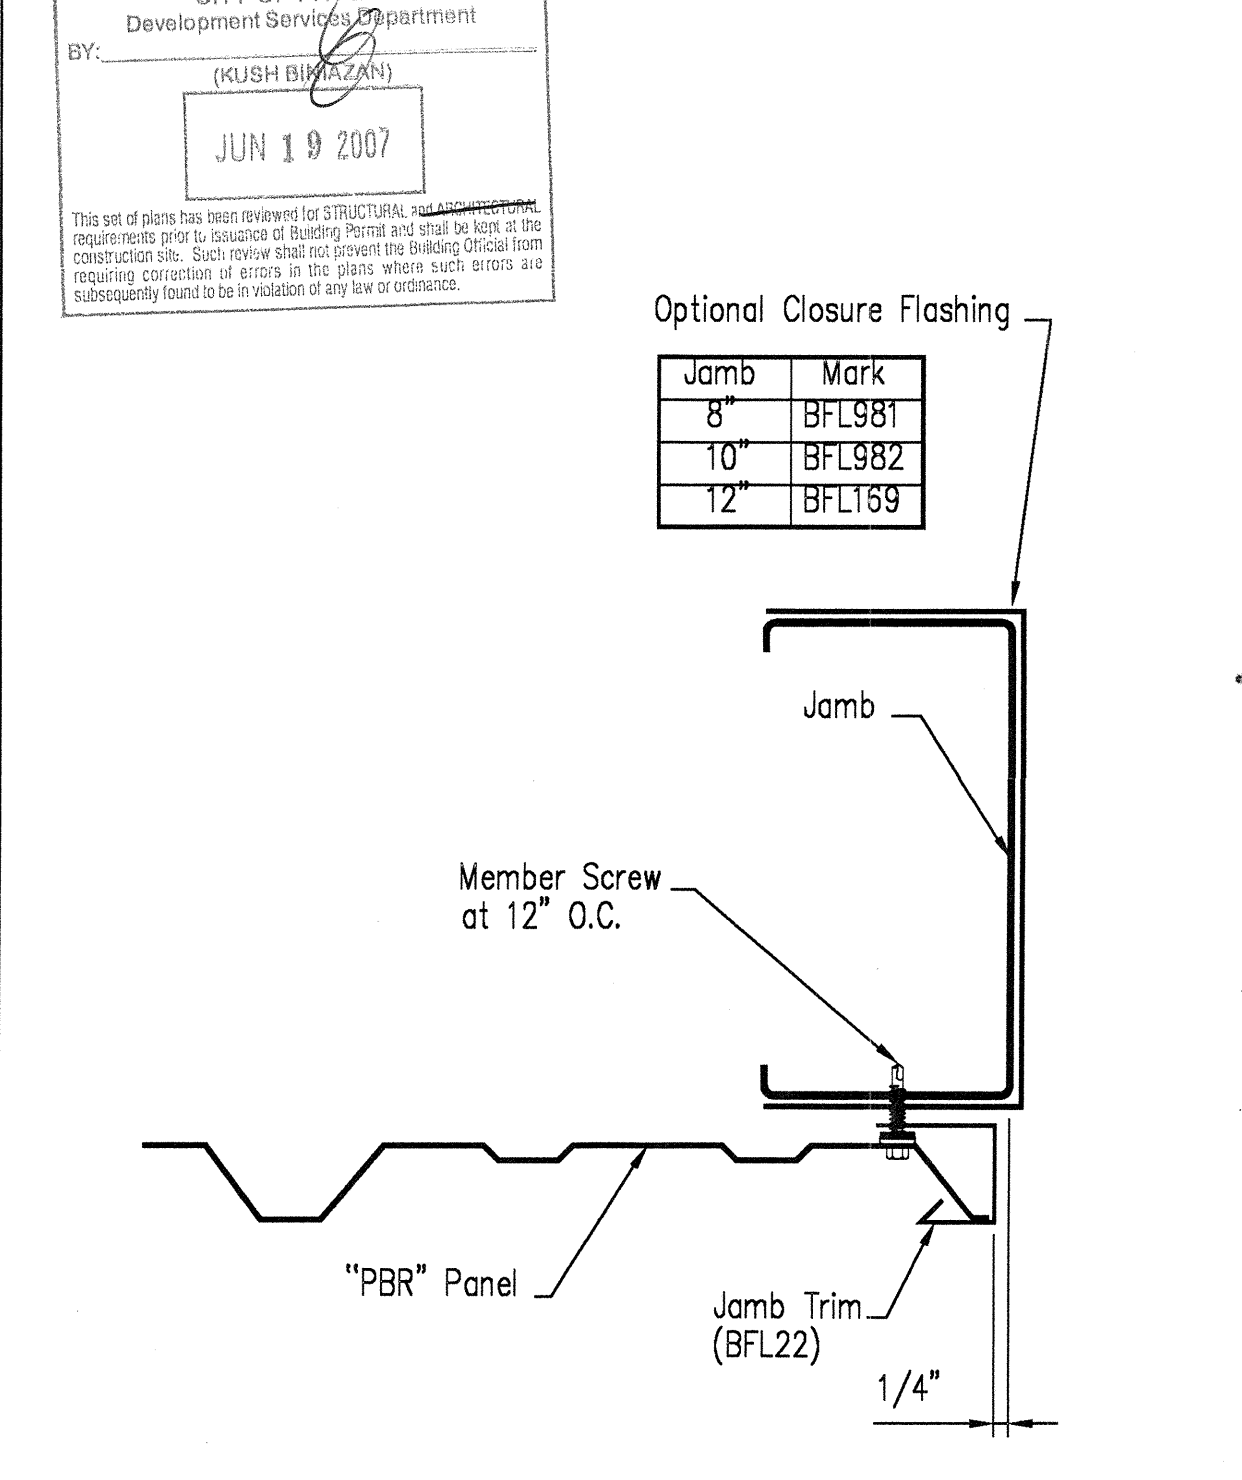 Development Services Department
BY:
(KUSH BINIAZAN)
JUN 19 2007
This set of plans has been reviewed for STRUCTURAL and ARCHITECTURAL
requirements prior to issuance of Building Permit and shall be kept at the
construction site. Such review shall not prevent the Building Official from
requiring correction of errors in the plans where such errors are
subsequently found to be in violation of any law or ordinance.
Optional Closure Flashing
Jamb Mark
8" BFL981
10" BFL982
12" BFL169
Jamb
Member Screw
at 12" O.C.
"PBR" Panel
Jamb Trim
(BFL22)
1/4"